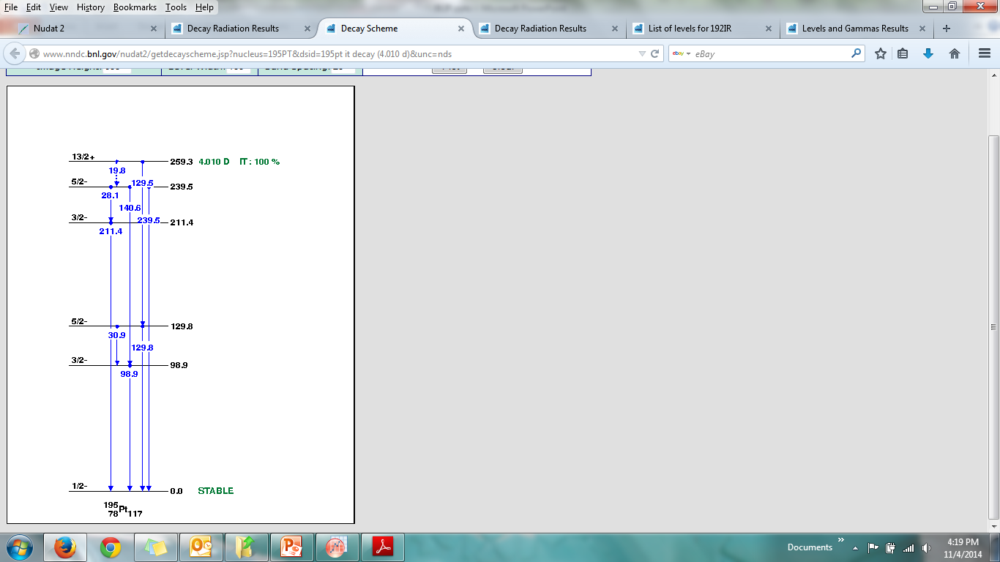 File Edit View History Bookmarks Tools Help
Nudat 2
Decay Radiation Results
Decay Scheme
Decay Radiation Results
List of levels for 192IR
Levels and Gammas Results
www.nndc.bnl.gov/nudat2/getdecayscheme.jsp?nucleus=195PT&dsid=195pt it decay (4.010 d)&unc=nds
ebay eBay
13/2+ 259.3 4.010 D IT : 100 %
19.8
5/2- 129.5 239.5
28.1
140.6
3/2- 239.5 211.4
211.4
5/2- 129.8
30.9
129.8
3/2- 98.9
98.9
1/2- 0.0 STABLE
195
78 Pt 117
Documents
4:19 PM
11/4/2014